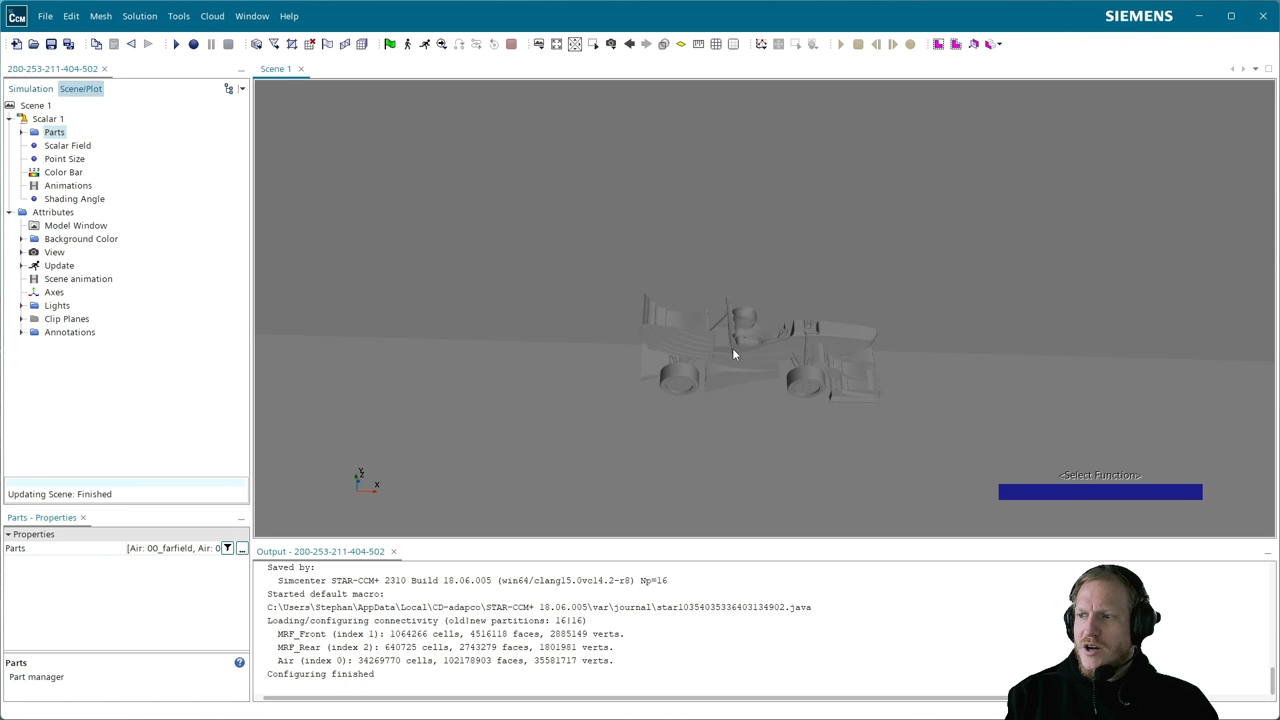 CCM File Edit Mesh Solution Tools Cloud Window Help SIEMENS
280-253-211-404-502
Simulation Scene/Plot
Scene 1
Scalar 1
Parts
Scalar Field
Point Size
Color Bar
Animations
Shading Angle
Attributes
Model Window
Background Color
View
Update
Scene animation
Axes
Lights
Clip Planes
Annotations
Updating Scene: Finished
Parts - Properties
Properties
Parts [Air: 00_farfield, Air: 0
...
Parts
Part manager
Scene 1
Y
Z
X
<Select Function>
Output - 280-253-211-404-502
Saved by:
Simcenter STAR-CCM+ 2310 Build 18.06.005 (win64/clang15.0vc14.2-r8) Np=16
Started default macro:
C:\Users\Stephan\AppData\Local\CD-adapco\STAR-CCM+ 18.06.005\var\journal\star10354035336403134902.java
Loading/configuring connectivity (old|new partitions: 16|16)
MRF_Front (index 1): 1064266 cells, 4516118 faces, 2885149 verts.
MRF_Rear (index 2): 640725 cells, 2743279 faces, 1801981 verts.
Air (index 0): 34269770 cells, 102178903 faces, 35581717 verts.
Configuring finished